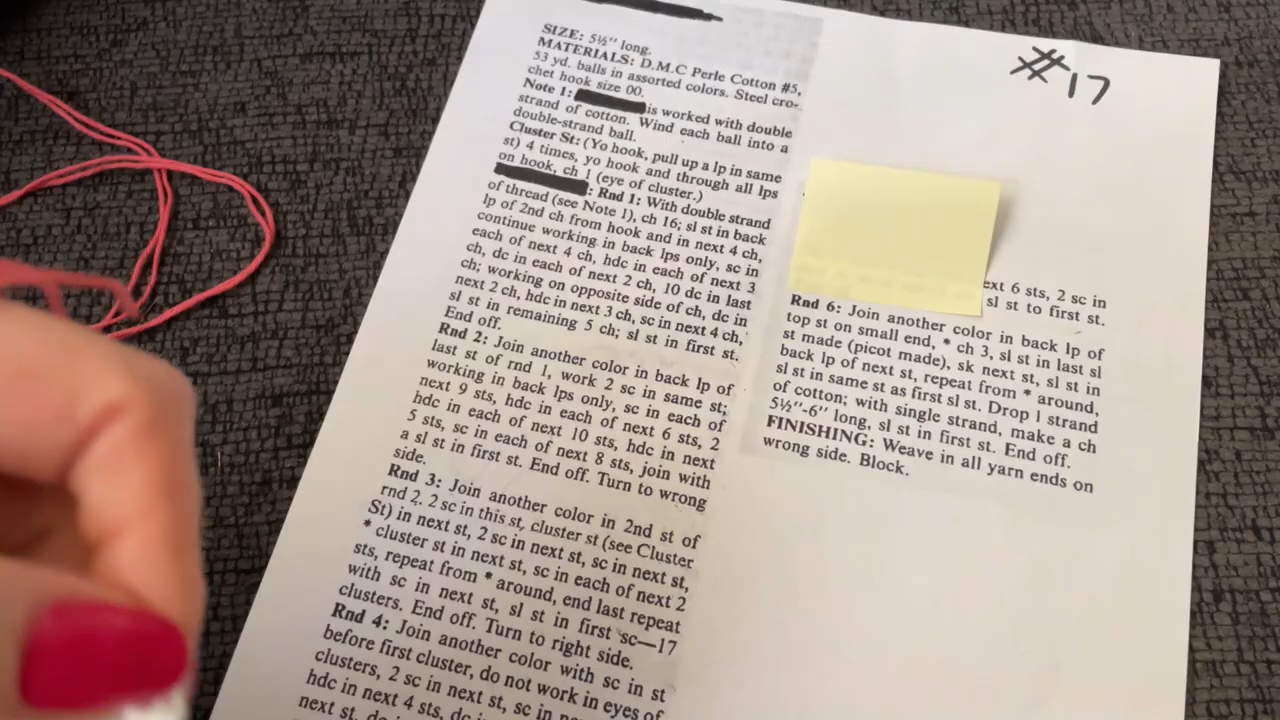 #17
SIZE: 5½" long.
MATERIALS: D.M.C Perle Cotton #5,
53 yd. balls in assorted colors. Steel cro-
chet hook size 00.
Note 1: is worked with double
strand of cotton. Wind each ball into a
double-strand ball.
Cluster St: (Yo hook, pull up a lp in same
st) 4 times, yo hook and through all lps
on hook, ch 1 (eye of cluster.)
: Rnd 1: With double strand
of thread (see Note 1), ch 16; sl st in back
lp of 2nd ch from hook and in next 4 ch,
continue working in back lps only, sc in
each of next 4 ch, hdc in each of next 3
ch, dc in each of next 2 ch, 10 dc in last
ch; working on opposite side of ch, dc in
next 2 ch, hdc in next 3 ch, sc in next 4 ch,
sl st in remaining 5 ch; sl st in first st.
End off.
Rnd 2: Join another color in back lp of
last st of rnd 1, work 2 sc in same st;
working in back lps only, sc in each of
next 9 sts, hdc in each of next 6 sts, 2
hdc in each of next 10 sts, hdc in next
5 sts, sc in each of next 8 sts, join with
a sl st in first st. End off. Turn to wrong
side.
Rnd 3: Join another color in 2nd st of
rnd 2. 2 sc in this st, cluster st (see Cluster
St) in next st, 2 sc in next st, sc in next st,
* cluster st in next st, sc in each of next 2
sts, repeat from * around, end last repeat
with sc in next st, sl st in first sc—17
clusters. End off. Turn to right side.
Rnd 4: Join another color with sc in st
before first cluster, do not work in eyes of
clusters, 2 sc in next st, sc in
hdc in next 4 sts, dc
next st,
ext 6 sts, 2 sc in
sl st to first st.
Rnd 6: Join another color in back lp of
top st on small end, * ch 3, sl st in last sl
st made (picot made), sk next st, sl st in
back lp of next st, repeat from * around,
sl st in same st as first sl st. Drop 1 strand
of cotton; with single strand, make a ch
5½"-6" long, sl st in first st. End off.
FINISHING: Weave in all yarn ends on
wrong side. Block.